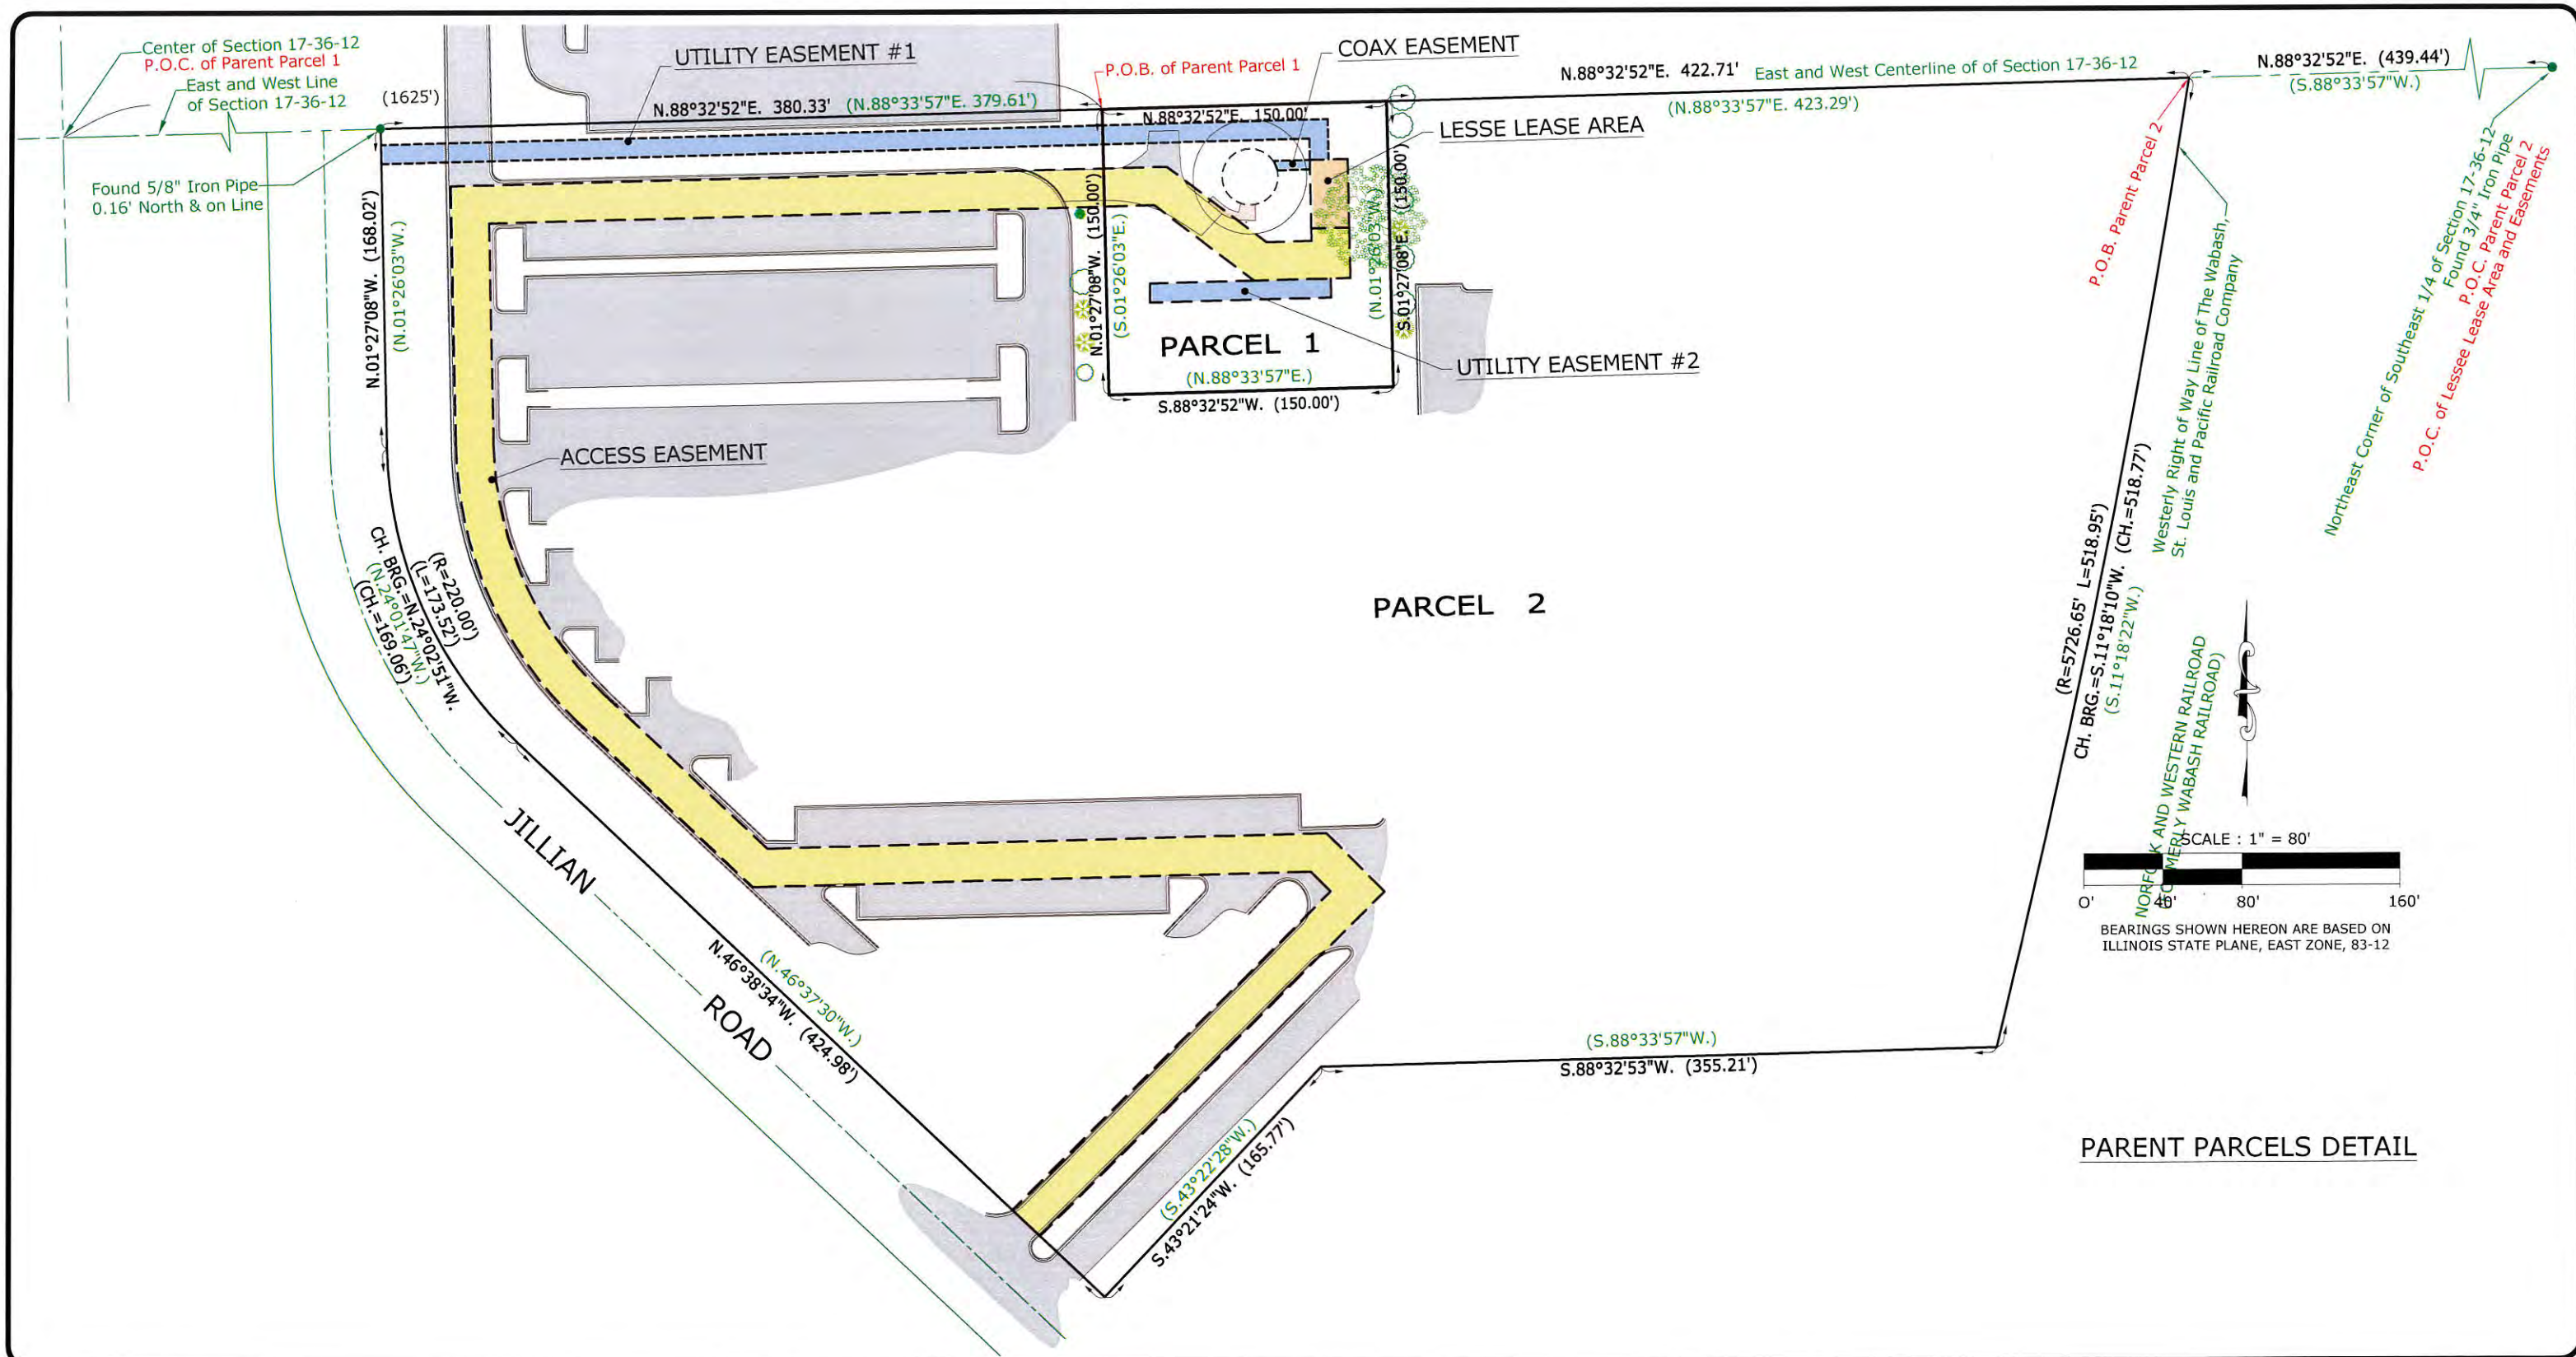 Center of Section 17-36-12
P.O.C. of Parent Parcel 1
East and West Line
of Section 17-36-12
(1625')
Found 5/8" Iron Pipe
0.16' North & on Line
UTILITY EASEMENT #1
N.88°32'52"E. 380.33' (N.88°33'57"E. 379.61')
P.O.B. of Parent Parcel 1
COAX EASEMENT
N.88°32'52"E. 150.00'
LESSE LEASE AREA
N.88°32'52"E. 422.71' East and West Centerline of of Section 17-36-12
(N.88°33'57"E. 423.29')
N.88°32'52"E. (439.44')
(S.88°33'57"W.)
N.01°27'08"W. (168.02')
(N.01°26'03"W.)
N.01°27'08"W. (150.00')
(S.01°26'03"E.)
(N.01°26'03"W.)
S.01°27'08"E. (150.00')
PARCEL 1
(N.88°33'57"E.)
S.88°32'52"W. (150.00')
UTILITY EASEMENT #2
ACCESS EASEMENT
P.O.B. Parent Parcel 2
Westerly Right of Way Line of The Wabash,
St. Louis and Pacific Railroad Company
Northeast Corner of Southeast 1/4 of Section 17-36-12
Found 3/4" Iron Pipe
P.O.C. Parent Parcel 2
P.O.C. of Lessee Lease Area and Easements
(R=220.00')
(L=173.52')
CH. BRG.=N.24°02'51"W.
(N.24°01'47"W.)
(CH.=169.06')
PARCEL 2
(R=5726.65' L=518.95')
CH. BRG.=S.11°18'10"W. (CH.=518.77')
(S.11°18'22"W.)
NORFOLK AND WESTERN RAILROAD
(FORMERLY WABASH RAILROAD)
SCALE : 1" = 80'
0' 40' 80' 160'
BEARINGS SHOWN HEREON ARE BASED ON
ILLINOIS STATE PLANE, EAST ZONE, 83-12
JILLIAN
ROAD
(N.46°37'30"W.)
N.46°38'34"W. (424.98')
(S.43°22'28"W.)
S.43°21'24"W. (165.77')
(S.88°33'57"W.)
S.88°32'53"W. (355.21')
PARENT PARCELS DETAIL